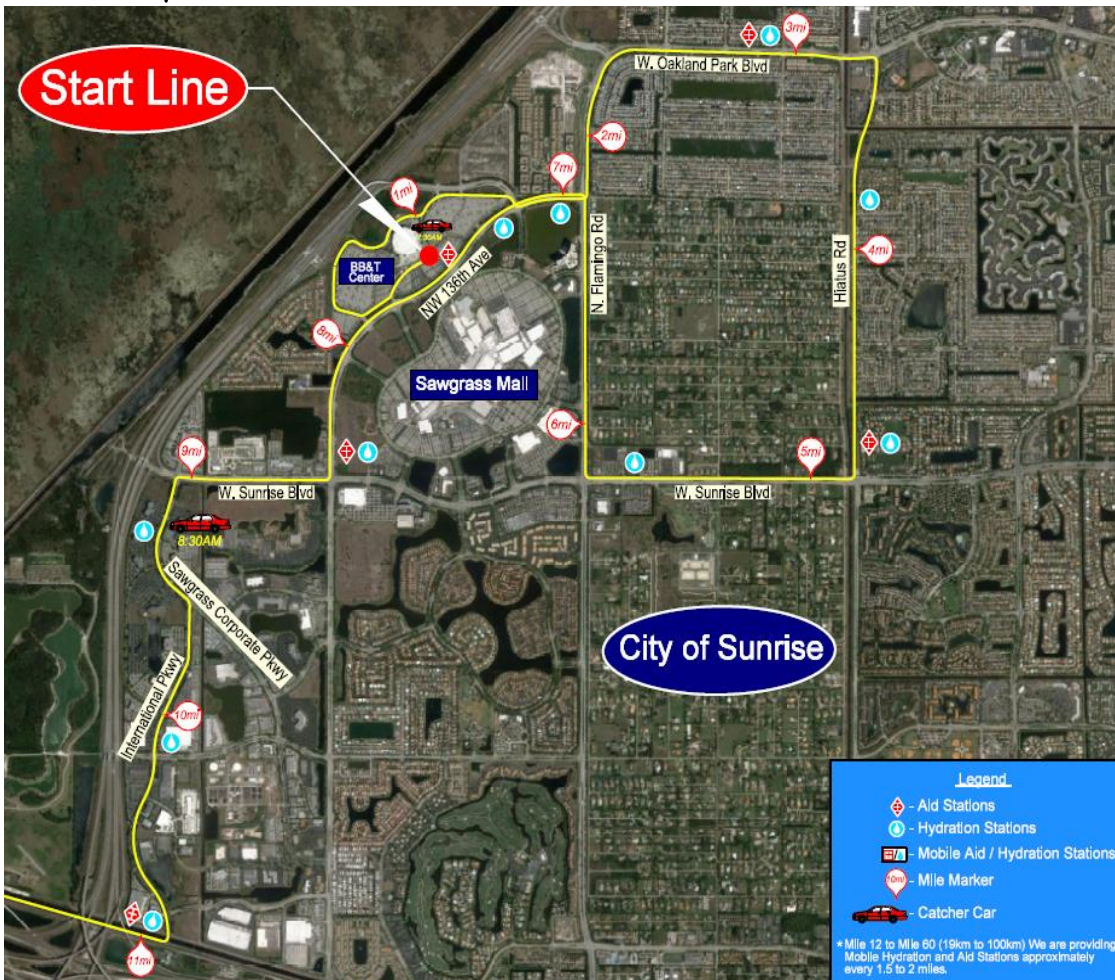 Start Line
3mi
W. Oakland Park Blvd
2mi
7mi
1mi
BB&T
Center
NW 136th Ave
N. Flamingo Rd
Hiatus Rd
4mi
8mi
Sawgrass Mall
6mi
5mi
9mi
W. Sunrise Blvd
W. Sunrise Blvd
8:30AM
Sawgrass Corporate Pkwy
City of Sunrise
International Pkwy
10mi
11mi
Legend
- Aid Stations
- Hydration Stations
- Mobile Aid / Hydration Stations
10mi
- Mile Marker
- Catcher Car
* Mile 12 to Mile 60 (19km to 100km) We are providing
Mobile Hydration and Aid Stations approximately
every 1.5 to 2 miles.